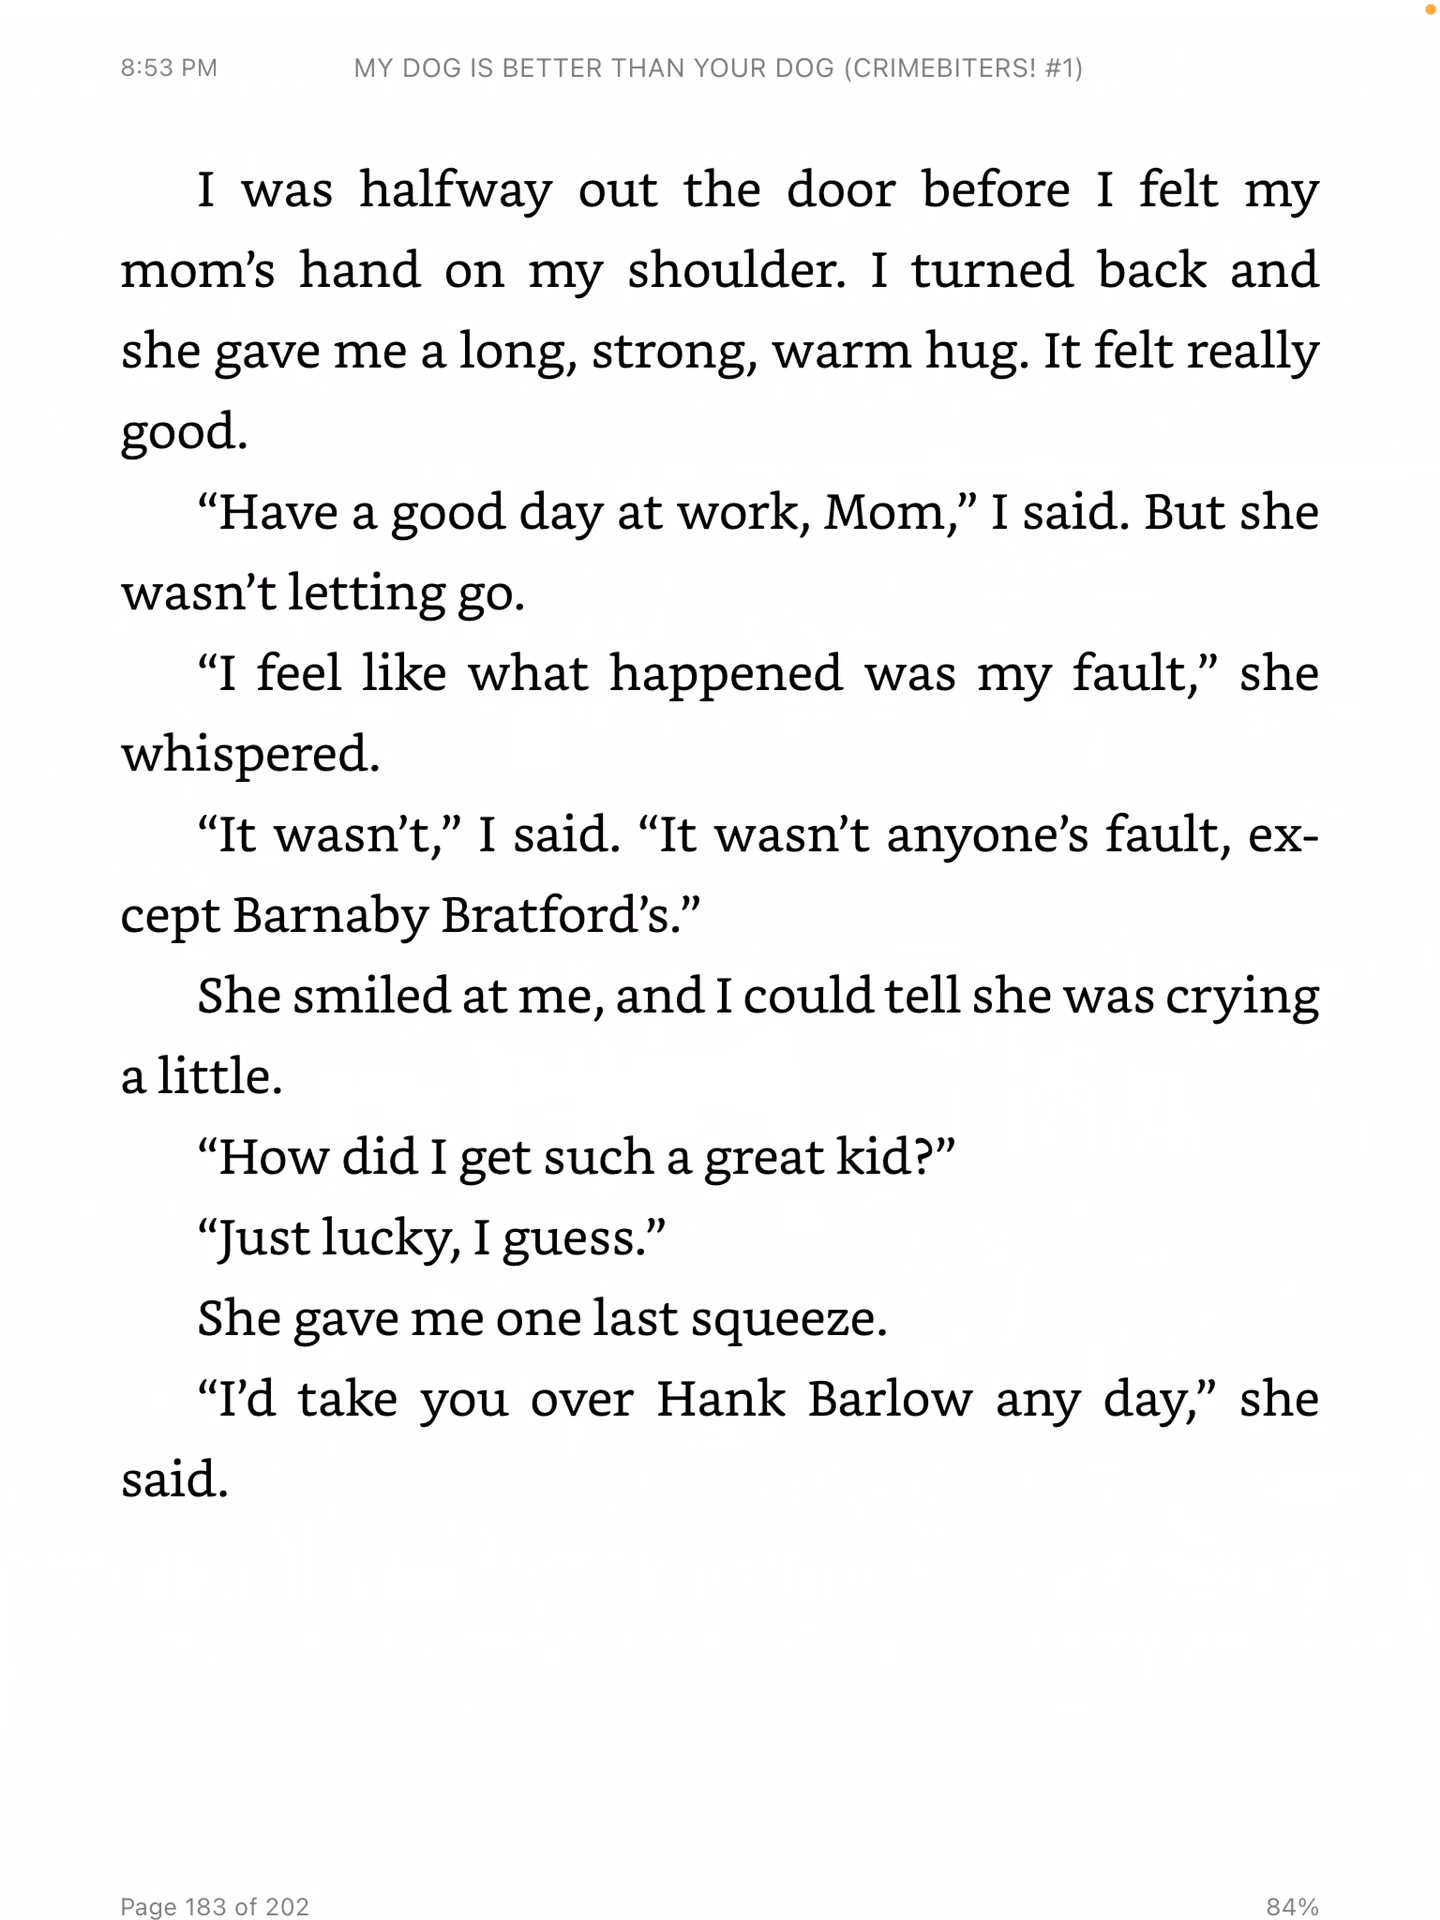 8:53 PM MY DOG IS BETTER THAN YOUR DOG (CRIMEBITERS! #1)
I was halfway out the door before I felt my
mom’s hand on my shoulder. I turned back and
she gave me a long, strong, warm hug. It felt really
good.
“Have a good day at work, Mom,” I said. But she
wasn’t letting go.
“I feel like what happened was my fault,” she
whispered.
“It wasn’t,” I said. “It wasn’t anyone’s fault, ex-
cept Barnaby Bratford’s.”
She smiled at me, and I could tell she was crying
a little.
“How did I get such a great kid?”
“Just lucky, I guess.”
She gave me one last squeeze.
“I’d take you over Hank Barlow any day,” she
said.
Page 183 of 202 84%